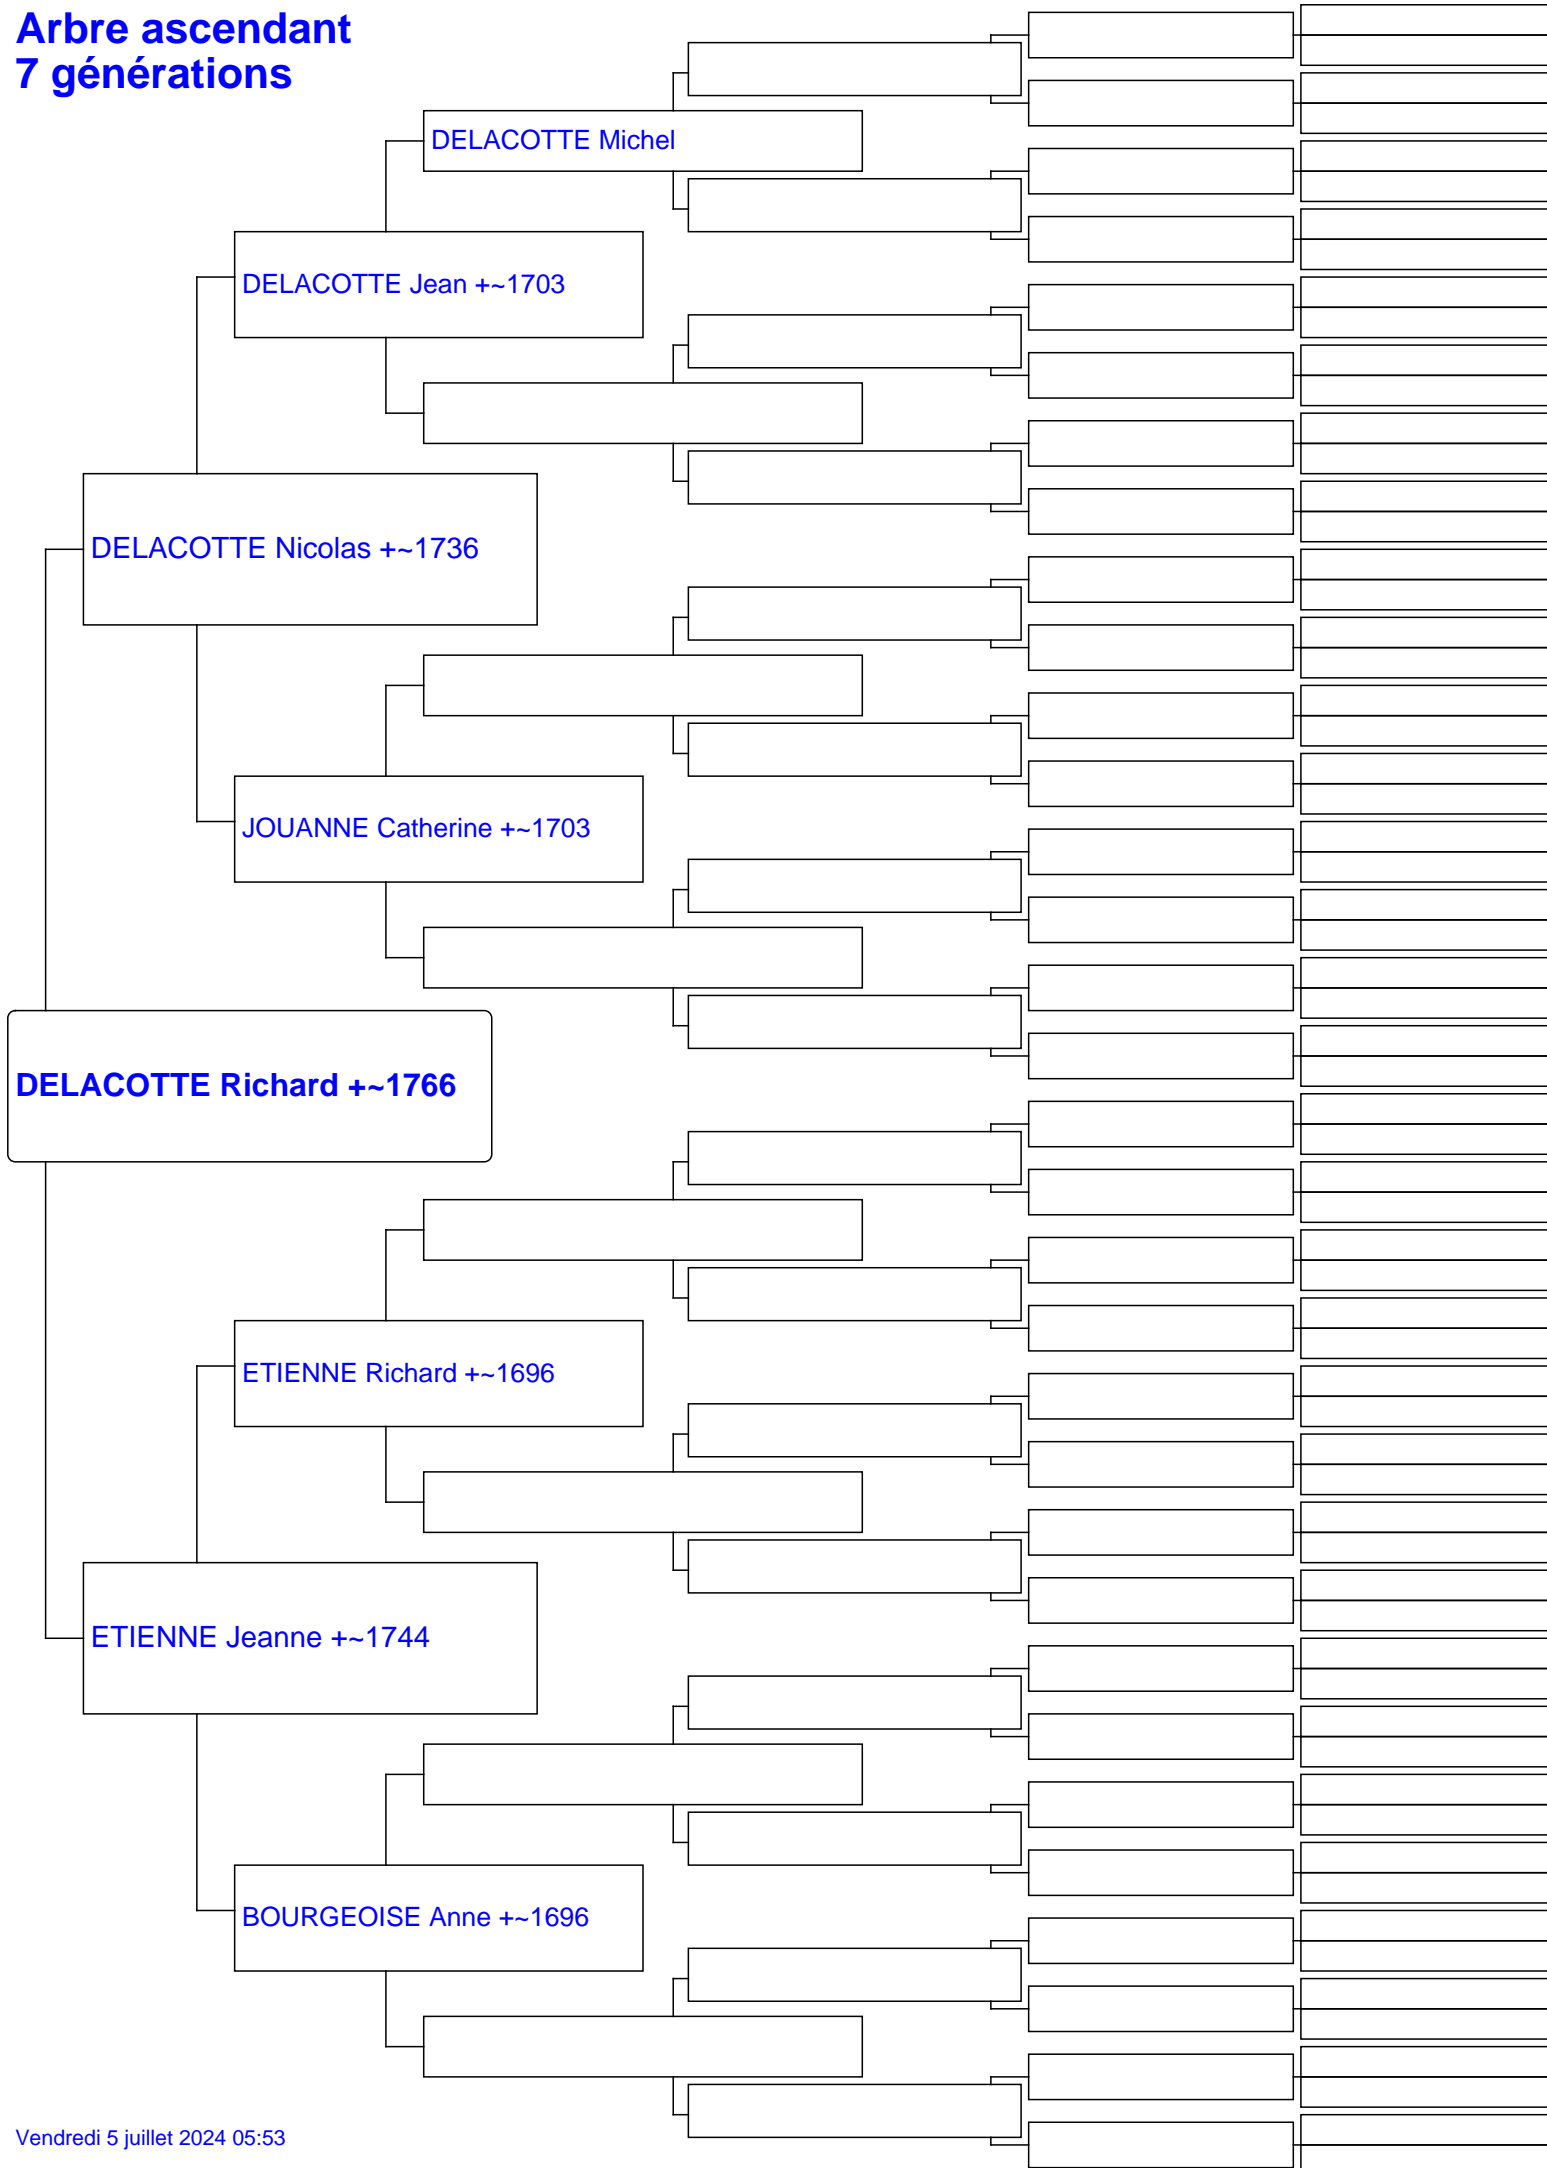 Arbre ascendant
7 générations
DELACOTTE Michel
DELACOTTE Jean +~1703
DELACOTTE Nicolas +~1736
JOUANNE Catherine +~1703
DELACOTTE Richard +~1766
ETIENNE Richard +~1696
ETIENNE Jeanne +~1744
BOURGEOISE Anne +~1696
Vendredi 5 juillet 2024 05:53